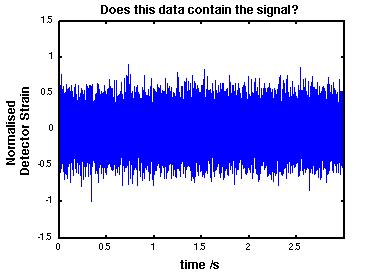 Does this data contain the signal?
Normalised
Detector Strain
1.5
1
0.5
0
-0.5
-1
-1.5
0 0.5 1 1.5 2 2.5
time /s